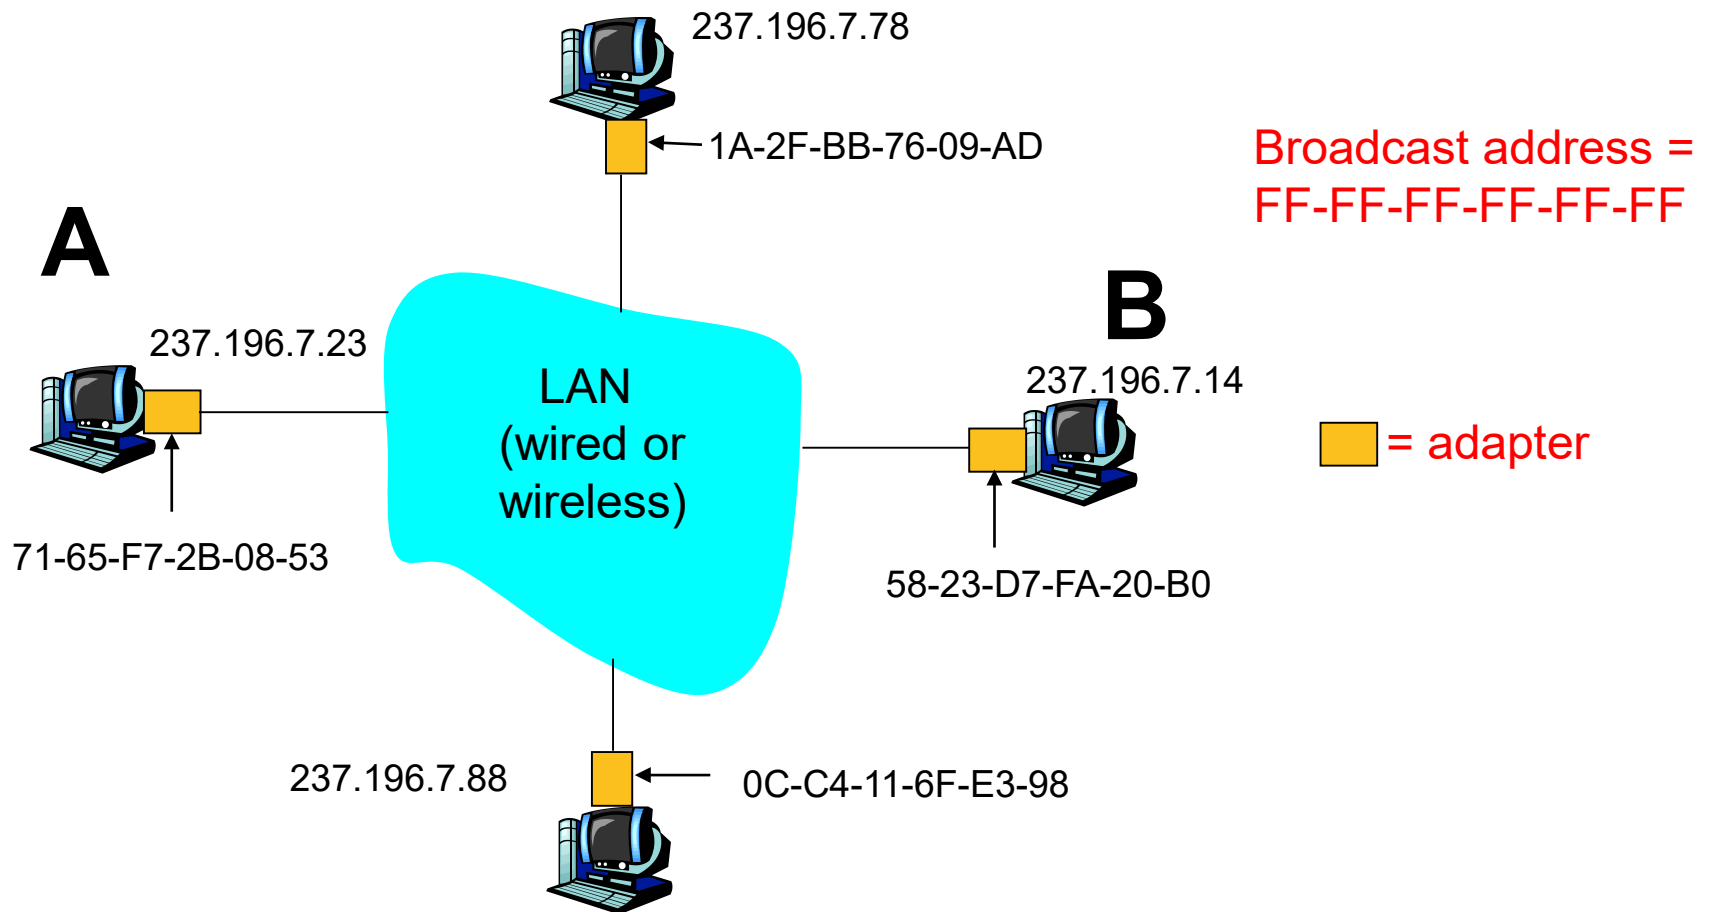 237.196.7.78
1A-2F-BB-76-09-AD
Broadcast address =
FF-FF-FF-FF-FF-FF
A
B
237.196.7.23
237.196.7.14
LAN
(wired or
wireless)
= adapter
71-65-F7-2B-08-53
58-23-D7-FA-20-B0
237.196.7.88
0C-C4-11-6F-E3-98